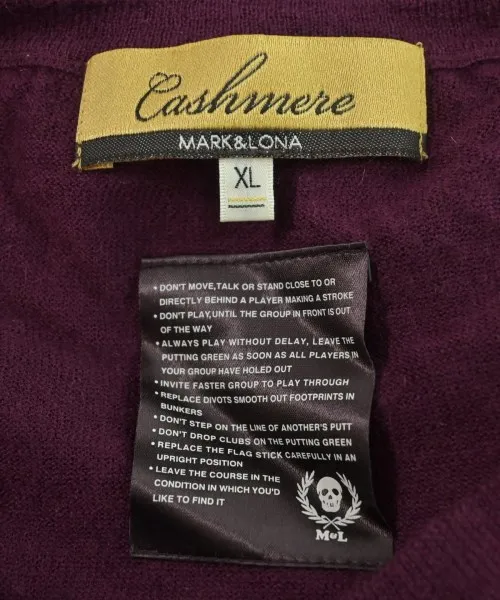 Cashmere
MARK&LONA
XL
• DON'T MOVE,TALK OR STAND CLOSE TO OR
DIRECTLY BEHIND A PLAYER MAKING A STROKE
• DON'T PLAY,UNTIL THE GROUP IN FRONT IS OUT
OF THE WAY
• ALWAYS PLAY WITHOUT DELAY, LEAVE THE
PUTTING GREEN AS SOON AS ALL PLAYERS IN
YOUR GROUP HAVE HOLED OUT
• INVITE FASTER GROUP TO PLAY THROUGH
• REPLACE DIVOTS SMOOTH OUT FOOTPRINTS IN
BUNKERS
• DON'T STEP ON THE LINE OF ANOTHER'S PUTT
• DON'T DROP CLUBS ON THE PUTTING GREEN
• REPLACE THE FLAG STICK CAREFULLY IN AN
UPRIGHT POSITION
• LEAVE THE COURSE IN THE
CONDITION IN WHICH YOU'D
LIKE TO FIND IT
M&L